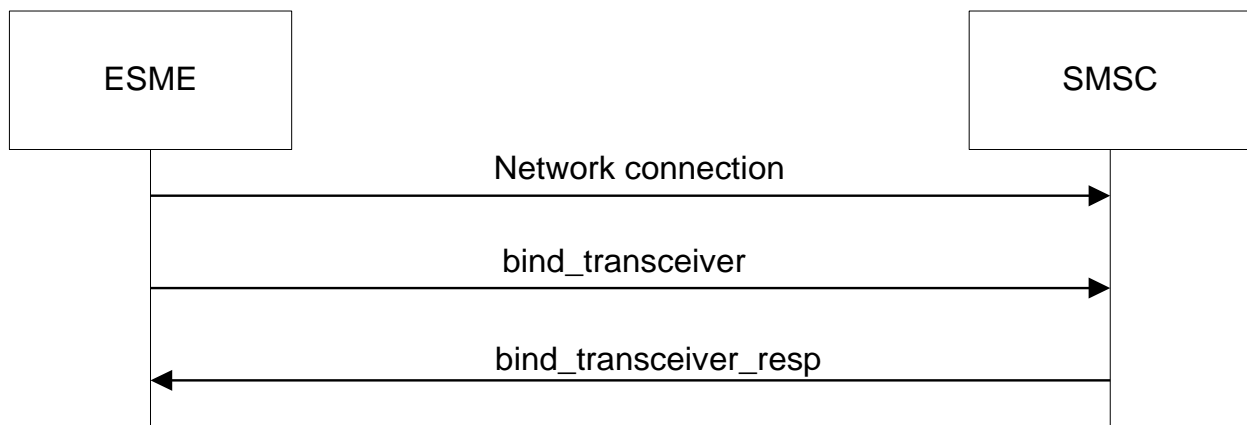 ESME
SMSC
Network connection
bind_transceiver
bind_transceiver_resp